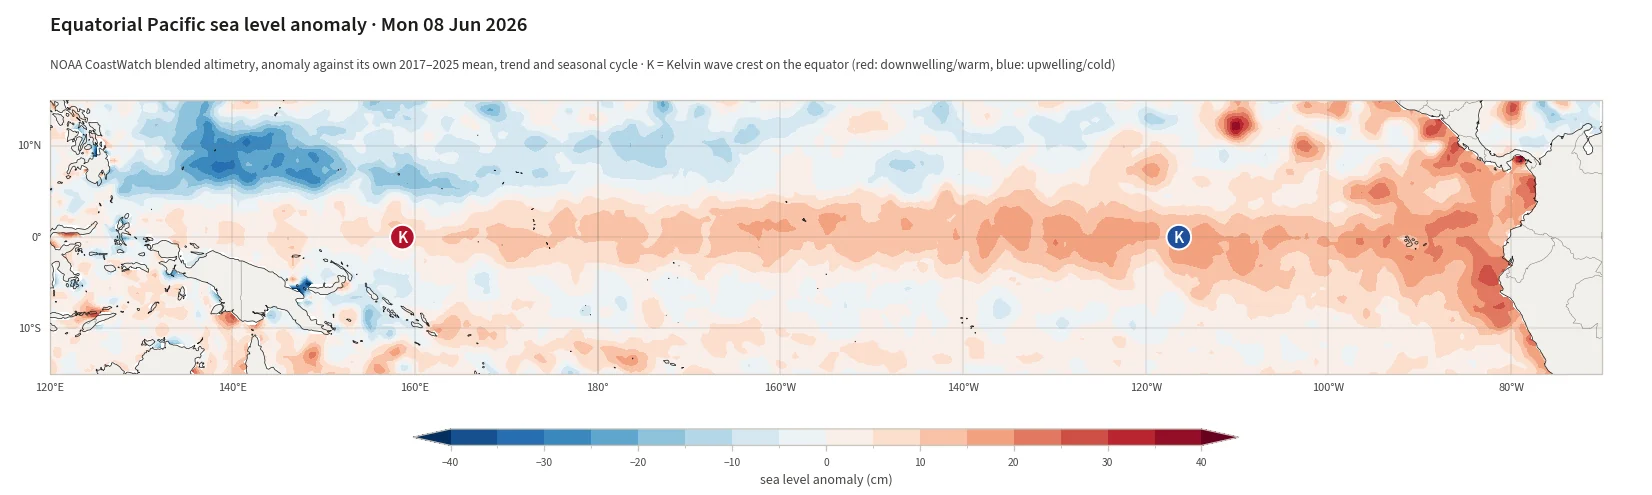 Equatorial Pacific sea level anomaly · Mon 08 Jun 2026
NOAA CoastWatch blended altimetry, anomaly against its own 2017–2025 mean, trend and seasonal cycle · K = Kelvin wave crest on the equator (red: downwelling/warm, blue: upwelling/cold)
10°N
0°
K
K
10°S
120°E 140°E 160°E 180° 160°W 140°W 120°W 100°W 80°W
−40 −30 −20 −10 0 10 20 30 40
sea level anomaly (cm)